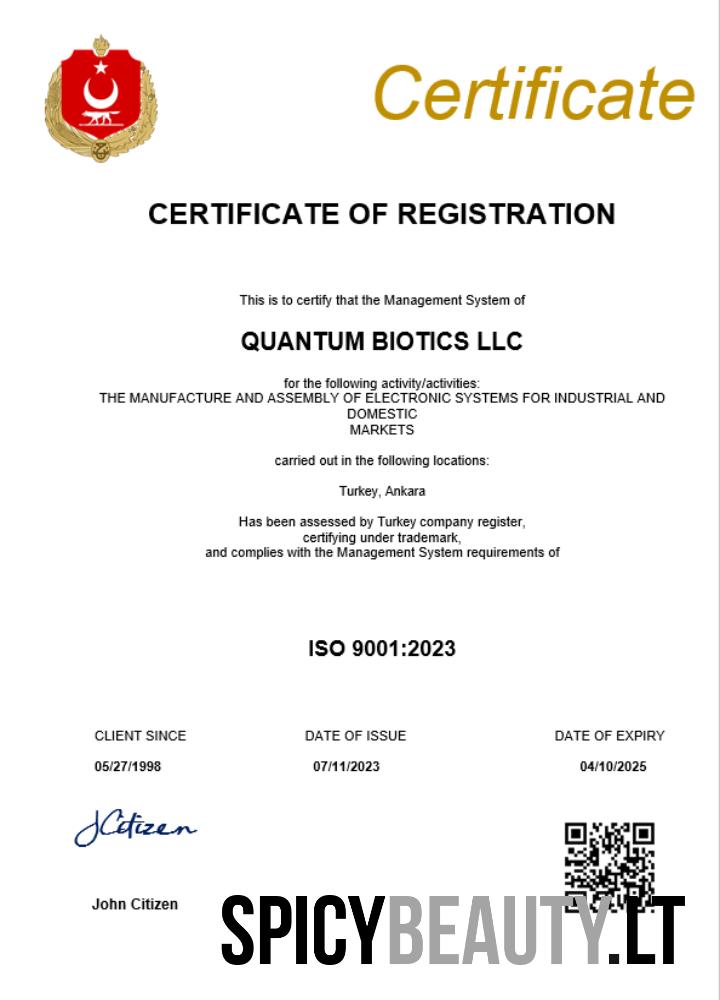 Certificate
CERTIFICATE OF REGISTRATION
This is to certify that the Management System of
QUANTUM BIOTICS LLC
for the following activity/activities:
THE MANUFACTURE AND ASSEMBLY OF ELECTRONIC SYSTEMS FOR INDUSTRIAL AND
DOMESTIC
MARKETS
carried out in the following locations:
Turkey, Ankara
Has been assessed by Turkey company register,
certifying under trademark,
and complies with the Management System requirements of
ISO 9001:2023
CLIENT SINCE DATE OF ISSUE DATE OF EXPIRY
05/27/1998 07/11/2023 04/10/2025
JCitizen
John Citizen
SPICYBEAUTY.LT